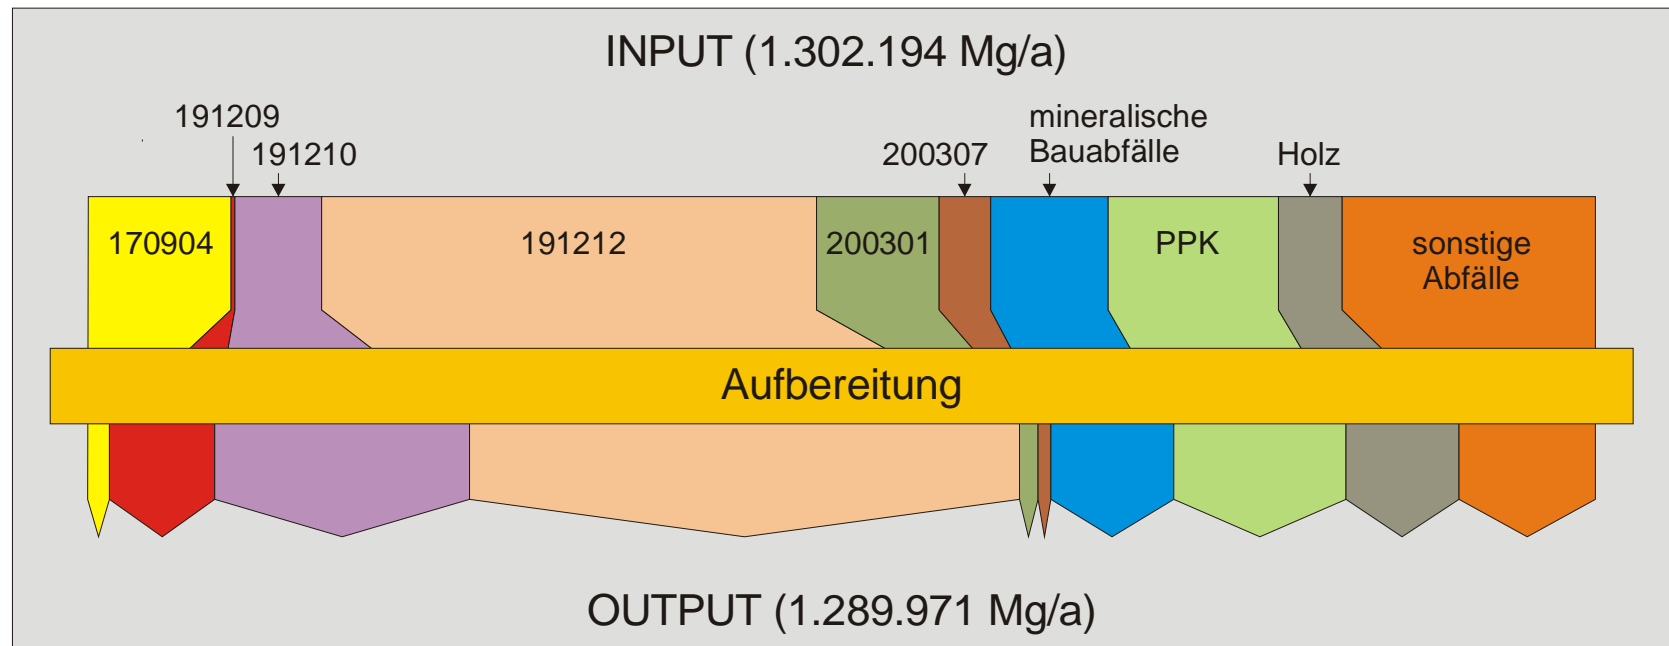 INPUT (1.302.194 Mg/a)
191209
191210
200307
mineralische
Bauabfälle
Holz
170904
191212
200301
PPK
sonstige
Abfälle
Aufbereitung
OUTPUT (1.289.971 Mg/a)